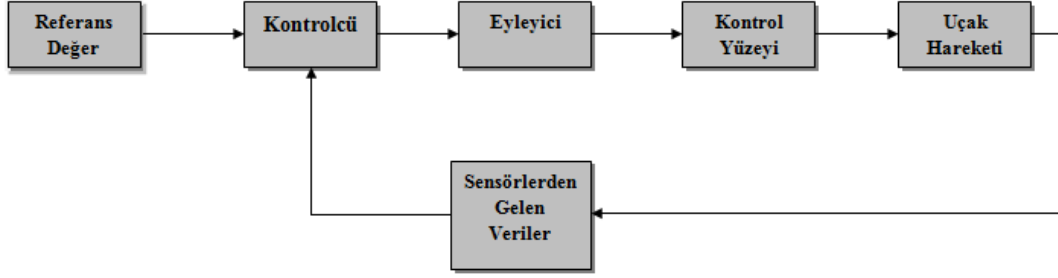 Referans
Değer
Kontrolcü
Eyleyici
Kontrol
Yüzeyi
Uçak
Hareketi
Sensörlerden
Gelen
Veriler